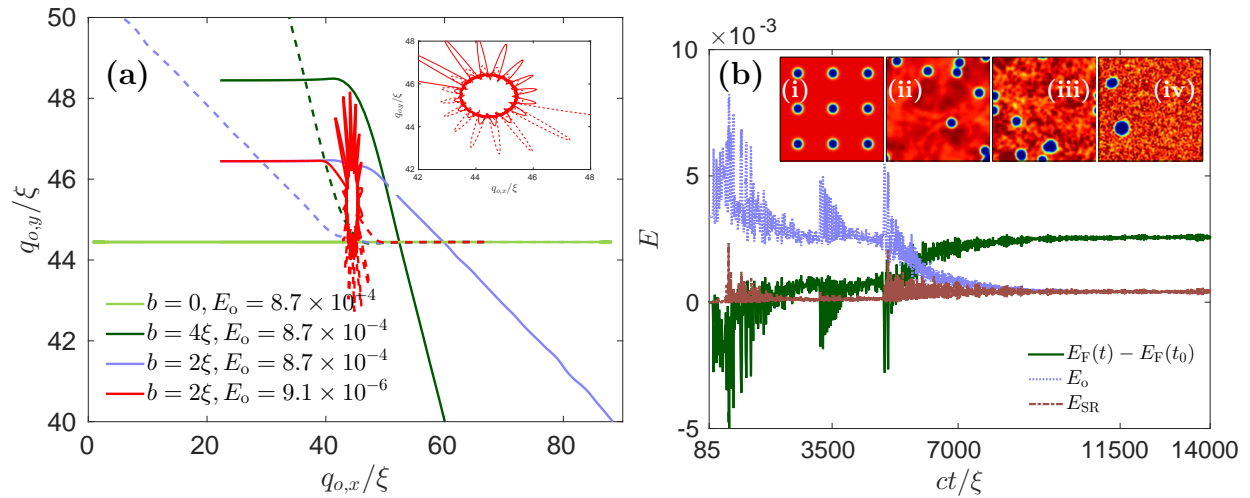 (a)
50
48
46
44
42
40
0
20
40
60
80
q_{o,x}/ξ
q_{o,y}/ξ
b = 0, E_o = 8.7 × 10^{-4}
b = 4ξ, E_o = 8.7 × 10^{-4}
b = 2ξ, E_o = 8.7 × 10^{-4}
b = 2ξ, E_o = 9.1 × 10^{-6}
48
46
44
42
42
44
46
48
q_{o,x}/ξ
q_{o,y}/ξ
(b)
×10^{-3}
10
5
0
-5
85
3500
7000
11500
14000
ct/ξ
E
(i)
(ii)
(iii)
(iv)
E_F(t) − E_F(t_0)
E_o
E_SR